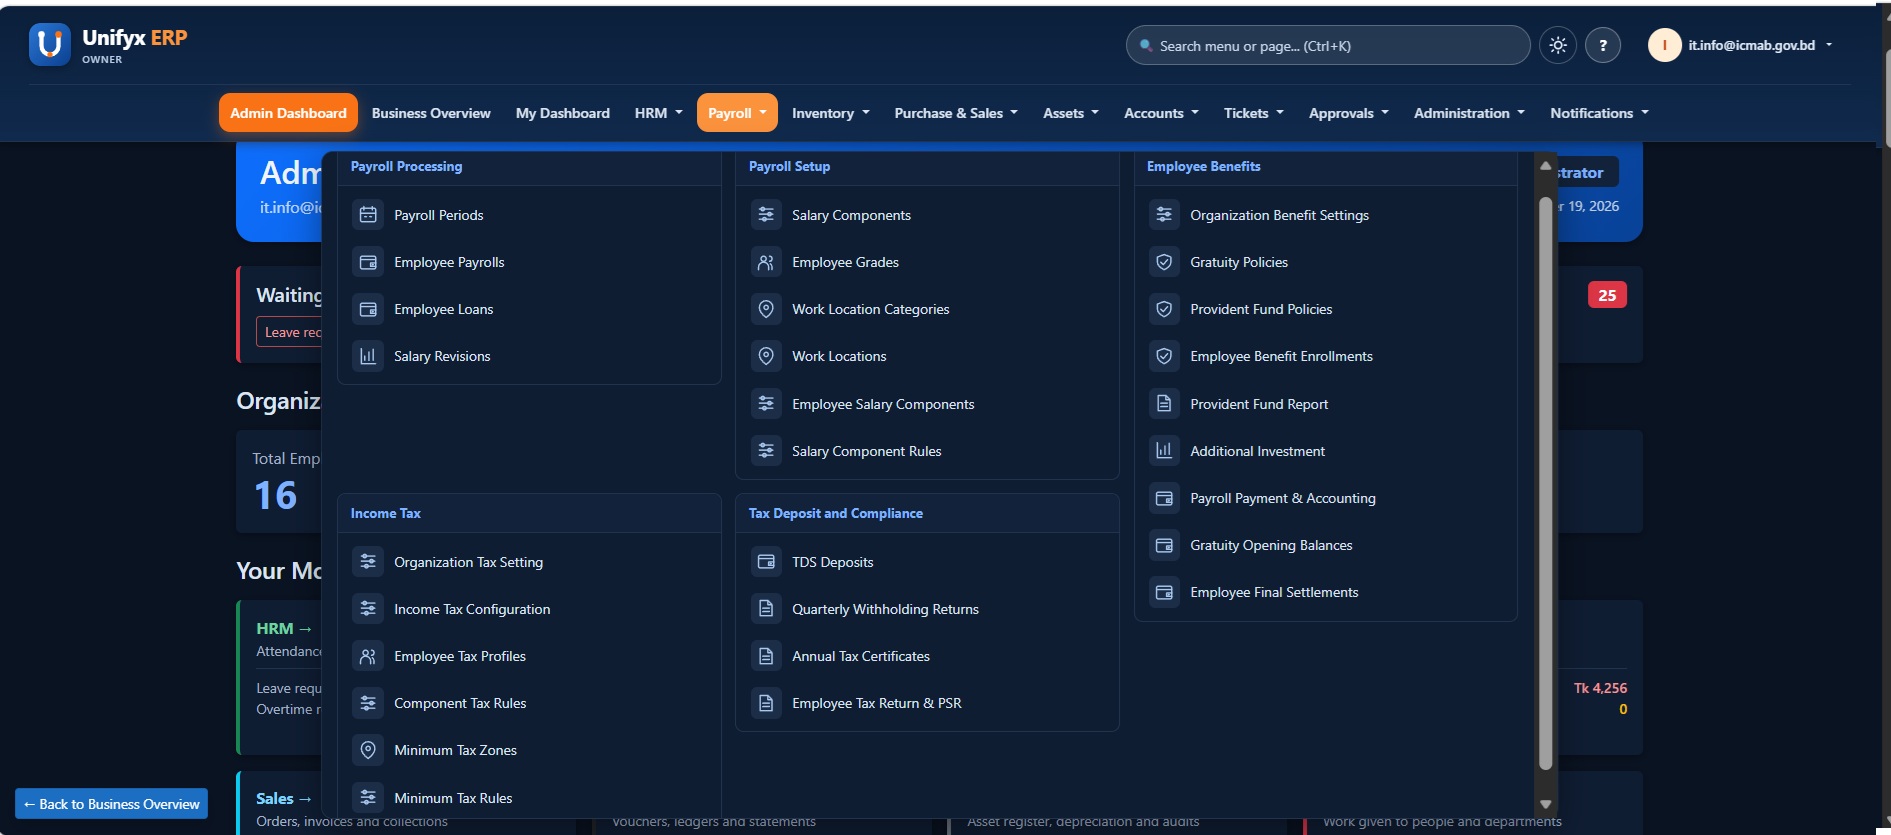 Unifyx ERP
OWNER
Search menu or page... (Ctrl+K)
?
I
it.info@icmab.gov.bd
Admin Dashboard
Business Overview
My Dashboard
HRM
Payroll
Inventory
Purchase & Sales
Assets
Accounts
Tickets
Approvals
Administration
Notifications
Adm
it.info@i
strator
r 19, 2026
Payroll Processing
Payroll Periods
Employee Payrolls
Employee Loans
Salary Revisions
Payroll Setup
Salary Components
Employee Grades
Work Location Categories
Work Locations
Employee Salary Components
Salary Component Rules
Employee Benefits
Organization Benefit Settings
Gratuity Policies
Provident Fund Policies
Employee Benefit Enrollments
Provident Fund Report
Additional Investment
Payroll Payment & Accounting
Gratuity Opening Balances
Employee Final Settlements
Income Tax
Organization Tax Setting
Income Tax Configuration
Employee Tax Profiles
Component Tax Rules
Minimum Tax Zones
Minimum Tax Rules
Tax Deposit and Compliance
TDS Deposits
Quarterly Withholding Returns
Annual Tax Certificates
Employee Tax Return & PSR
Waiting
25
Leave rec
Organiz
Total Emp
16
Your Mo
HRM →
Attendanc
Leave requ
Tk 4,256
Overtime r
0
← Back to Business Overview
Sales →
Orders, invoices and collections
Vouchers, ledgers and statements
Asset register, depreciation and audits
Work given to people and departments